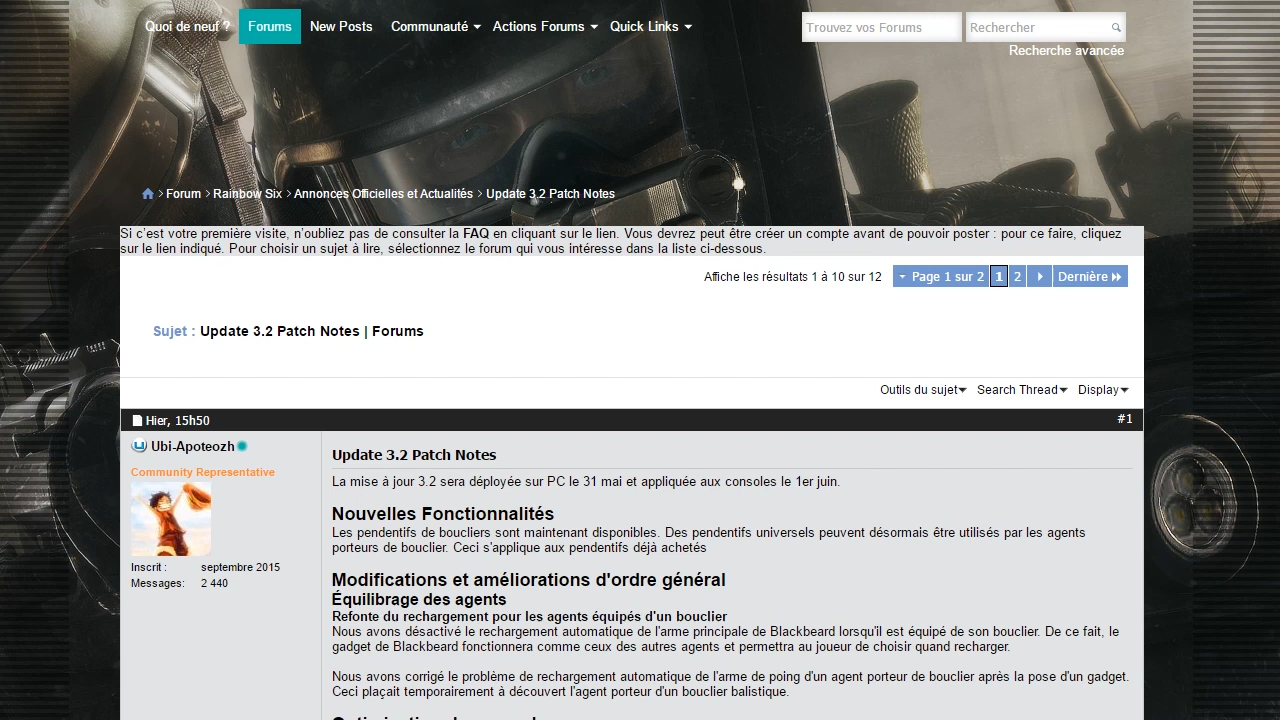 Quoi de neuf ? Forums New Posts Communauté Actions Forums Quick Links Trouvez vos Forums Rechercher
Recherche avancée
Forum Rainbow Six Annonces Officielles et Actualités Update 3.2 Patch Notes
Si c'est votre première visite, n'oubliez pas de consulter la FAQ en cliquant sur le lien. Vous devrez peut être créer un compte avant de pouvoir poster : pour ce faire, cliquez
sur le lien indiqué. Pour choisir un sujet à lire, sélectionnez le forum qui vous intéresse dans la liste ci-dessous.
Affiche les résultats 1 à 10 sur 12 Page 1 sur 2 1 2 Dernière
Sujet : Update 3.2 Patch Notes | Forums
Outils du sujet Search Thread Display
Hier, 15h50 #1
Ubi-Apoteozh
Community Representative
Inscrit : septembre 2015
Messages: 2 440
Update 3.2 Patch Notes
La mise à jour 3.2 sera déployée sur PC le 31 mai et appliquée aux consoles le 1er juin.
Nouvelles Fonctionalités
Les pendentifs de boucliers sont maintenant disponibles. Des pendentifs universels peuvent désormais être utilisés par les agents
porteurs de bouclier. Ceci s'applique aux pendentifs déjà achetés
Modifications et améliorations d'ordre général
Équilibrage des agents
Refonte du rechargement pour les agents équipés d'un bouclier
Nous avons désactivé le rechargement automatique de l'arme principale de Blackbeard lorsqu'il est équipé de son bouclier. De ce fait, le
gadget de Blackbeard fonctionnera comme ceux des autres agents et permettra au joueur de choisir quand recharger.
Nous avons corrigé le problème de rechargement automatique de l'arme de poing d'un agent porteur de bouclier après la pose d'un gadget.
Ceci plaçait temporairement à découvert l'agent porteur d'un bouclier balistique.